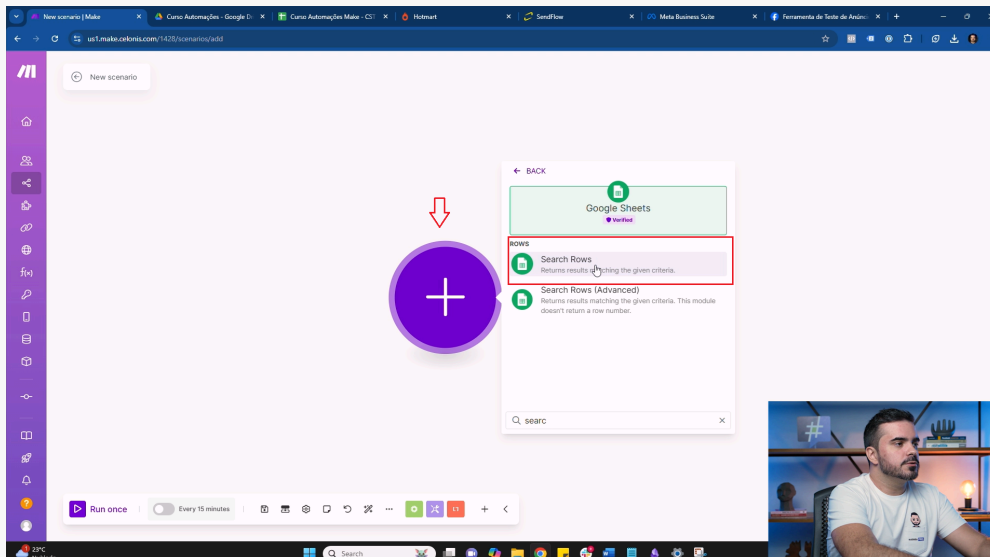 New scenario | Make
Curso Automações - Google Dr
Curso Automações Make - CST
Hotmart
SendFlow
Meta Business Suite
Ferramenta de Teste de Anúnci
us1.make.celonis.com/1428/scenarios/add
New scenario
BACK
Google Sheets
Verified
ROWS
Search Rows
Returns results matching the given criteria.
Search Rows (Advanced)
Returns results matching the given criteria. This module
doesn't return a row number.
searc
Run once
Every 15 minutes
23°C
Search